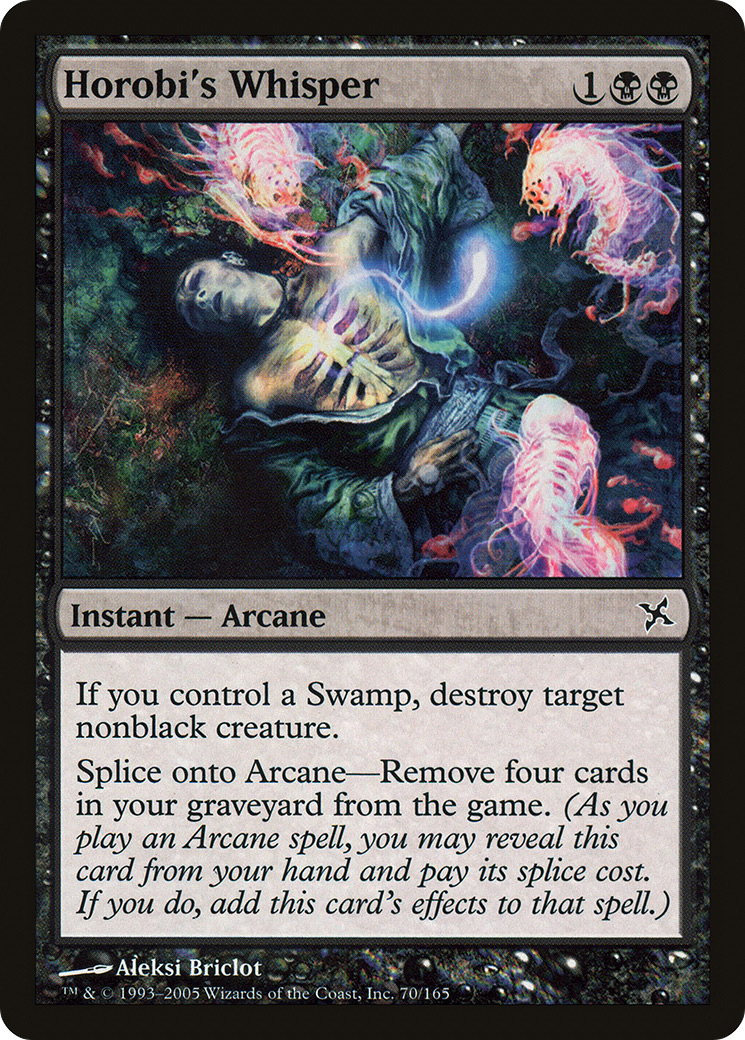 Horobi's Whisper 1
Instant — Arcane
If you control a Swamp, destroy target
nonblack creature.
Splice onto Arcane—Remove four cards
in your graveyard from the game. (As you
play an Arcane spell, you may reveal this
card from your hand and pay its splice cost.
If you do, add this card's effects to that spell.)
Aleksi Briclot
™ & © 1993–2005 Wizards of the Coast, Inc. 70/165